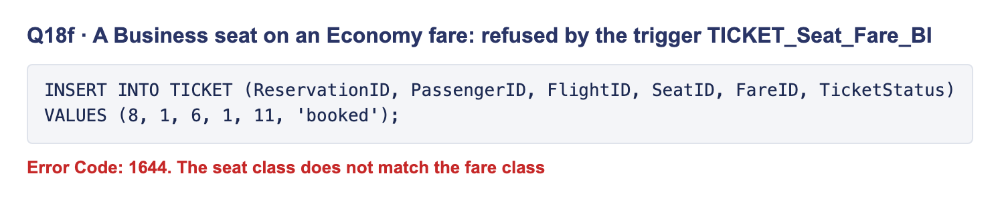 Q18f · A Business seat on an Economy fare: refused by the trigger TICKET_Seat_Fare_BI
INSERT INTO TICKET (ReservationID, PassengerID, FlightID, SeatID, FareID, TicketStatus)
VALUES (8, 1, 6, 1, 11, 'booked');
Error Code: 1644. The seat class does not match the fare class